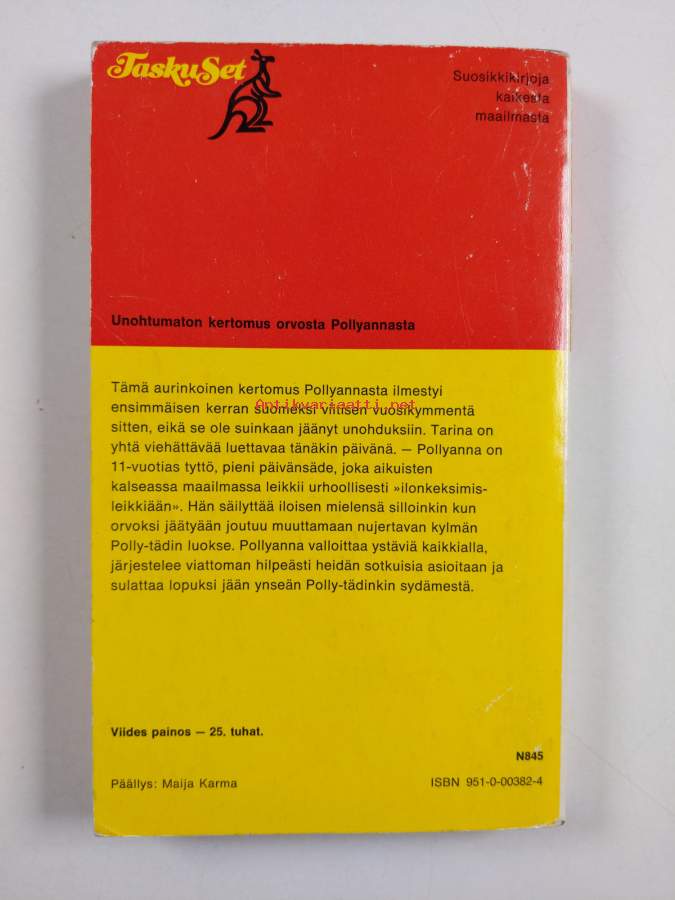 TaskuSet
Suosikkikirjoja
kaikesta
maailmasta
Unohtumaton kertomus orvosta Pollyannasta
Tämä aurinkoinen kertomus Pollyannasta ilmestyi
ensimmäisen kerran suomeksi viitisen vuosikymmentä
Antikvariaatti.net
sitten, eikä se ole suinkaan jäänyt unohduksiin. Tarina on
yhtä viehättävää luettavaa tänäkin päivänä. — Pollyanna on
11-vuotias tyttö, pieni päivänsäde, joka aikuisten
kalseassa maailmassa leikkii urhoollisesti »ilonkeksimis-
leikkiään». Hän säilyttää iloisen mielensä silloinkin kun
orvoksi jäätyään joutuu muuttamaan nujertavan kylmän
Polly-tädin luokse. Pollyanna valloittaa ystäviä kaikkialla,
järjestelee viattoman hilpeästi heidän sotkuisia asioitaan ja
sulattaa lopuksi jään ynseän Polly-tädinkin sydämestä.
Viides painos — 25. tuhat.
N845
Päällys: Maija Karma
ISBN 951-0-00382-4